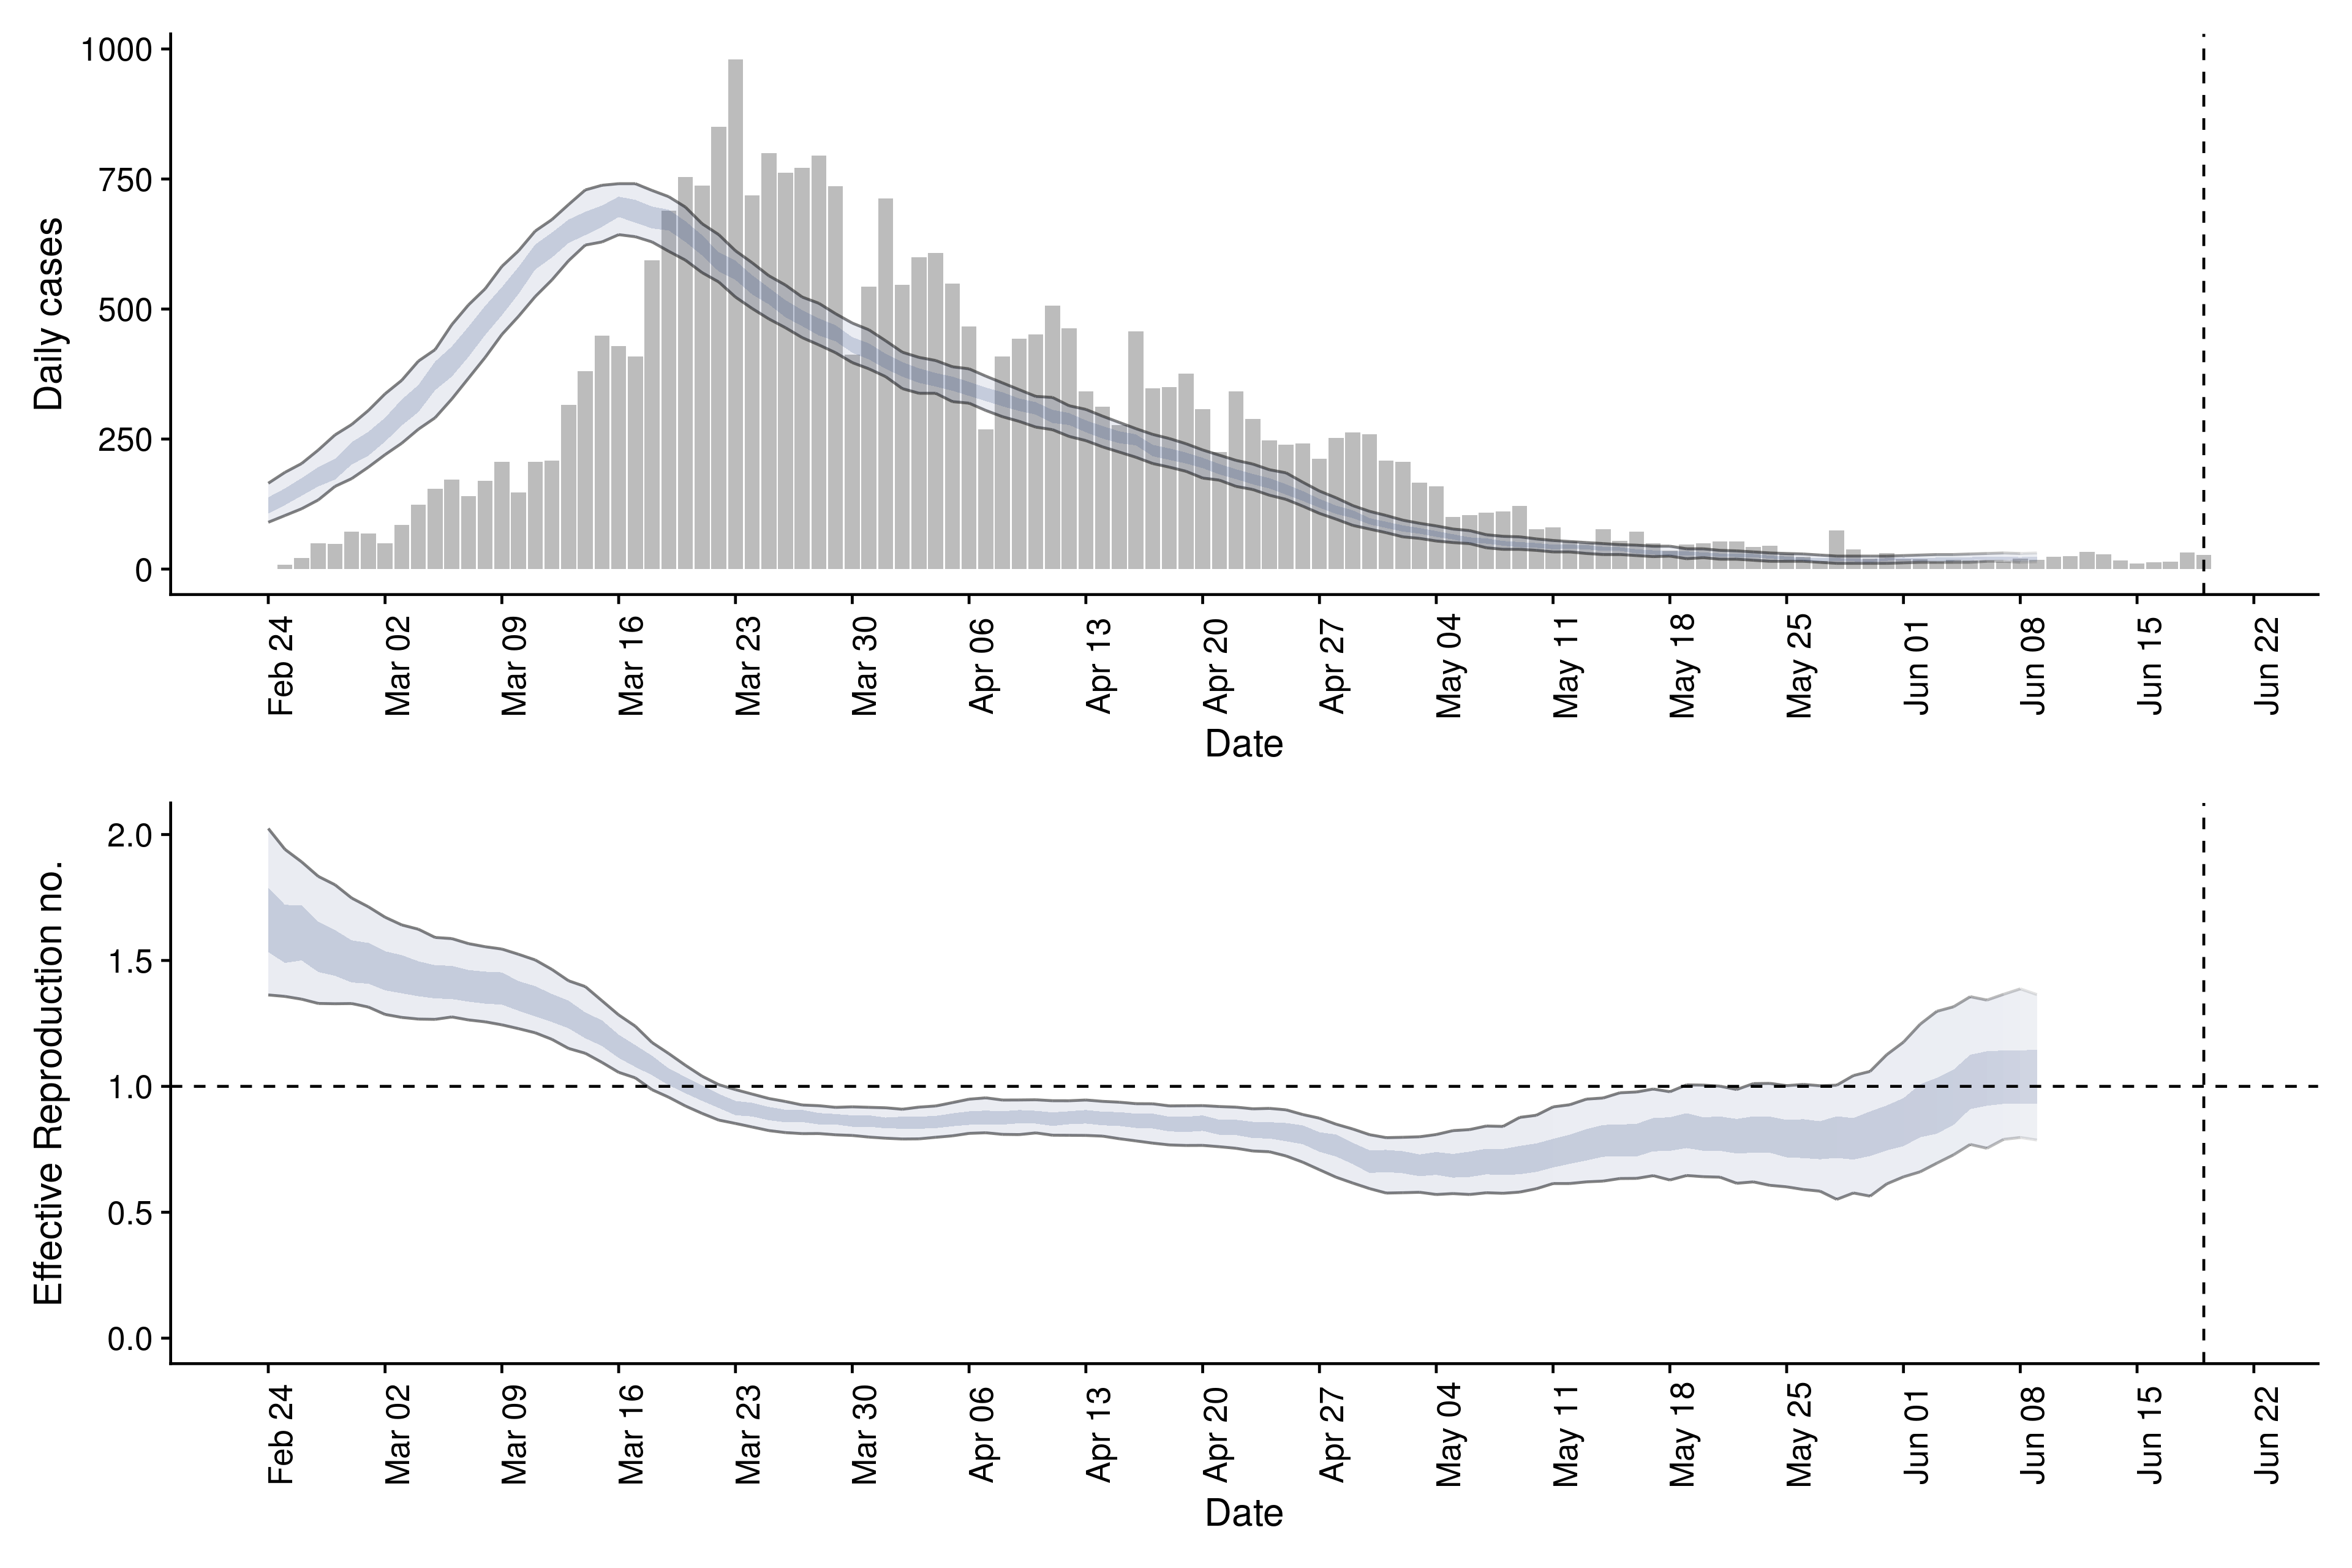 Daily cases
1000
750
500
250
0
Feb 24
Mar 02
Mar 09
Mar 16
Mar 23
Mar 30
Apr 06
Apr 13
Apr 20
Apr 27
May 04
May 11
May 18
May 25
Jun 01
Jun 08
Jun 15
Jun 22
Date
Effective Reproduction no.
2.0
1.5
1.0
0.5
0.0
Feb 24
Mar 02
Mar 09
Mar 16
Mar 23
Mar 30
Apr 06
Apr 13
Apr 20
Apr 27
May 04
May 11
May 18
May 25
Jun 01
Jun 08
Jun 15
Jun 22
Date